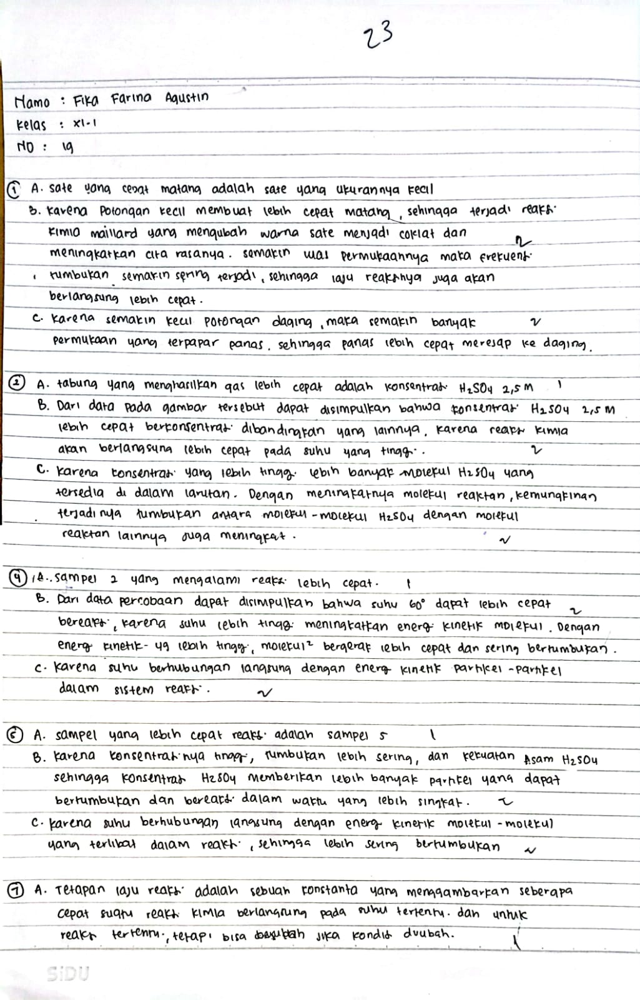 23
Nama : Fika Farina Agustin
Kelas : XI-1
NO : 19
① A. sate yang cepat matang adalah sate yang ukurannya kecil
B. Karena Potongan kecil membuat lebih cepat matang, sehingga terjadi reaksi
kimia maillard yang mengubah warna sate menjadi coklat dan
2
meningkatkan cita rasanya. semakin luas permukaannya maka frekuensi
tumbukan semakin sering terjadi, sehingga laju reaksinya juga akan
berlangsung lebih cepat.
C. Karena semakin kecil potongan daging, maka semakin banyak 2
permukaan yang terpapar panas. sehingga panas lebih cepat meresap ke daging.
② A. tabung yang menghasilkan gas lebih cepat adalah konsentrasi H2SO4 2,5 M 1
B. Dari data pada gambar tersebut dapat disimpulkan bahwa konsentrasi H2SO4 2,5 M
lebih cepat berkonsentrasi dibandingkan yang lainnya. karena reaksi kimia
akan berlangsung lebih cepat pada suhu yang tinggi. 2
C. Karena konsentrasi yang lebih tinggi lebih banyak molekul H2SO4 yang
tersedia di dalam larutan. Dengan meningkatnya molekul reaktan, kemungkinan
terjadi nya tumbukan antara molekul-molekul H2SO4 dengan molekul
reaktan lainnya juga meningkat. 2
④ A. sampel 2 yang mengalami reaksi lebih cepat. 1
B. Dari data percobaan dapat disimpulkan bahwa suhu 60° dapat lebih cepat 2
bereaksi, karena suhu lebih tinggi meningkatkan energi kinetik molekul. Dengan
energi kinetik yg lebih tinggi, molekul² bergerak lebih cepat dan sering bertumbukan.
C. Karena suhu berhubungan langsung dengan energi kinetik partikel-partikel
dalam sistem reaksi. 2
A. sampel yang lebih cepat reaksi adalah sampel 5 1
B. Karena konsentrasi nya tinggi, tumbukan lebih sering, dan kekuatan Asam H2SO4
sehingga konsentrasi H2SO4 memberikan lebih banyak partikel yang dapat
bertumbukan dan bereaksi dalam waktu yang lebih singkat. 2
C. Karena suhu berhubungan langsung dengan energi kinetik molekul-molekul
yang terlibat dalam reaksi, sehingga lebih sering bertumbukan 2
⑦ A. Tetapan laju reaksi adalah sebuah konstanta yang menggambarkan seberapa
cepat suatu reaksi kimia berlangsung pada suhu tertentu. dan untuk
reaksi tertentu, tetapi bisa berubah jika kondisi diubah. 1
SiDU